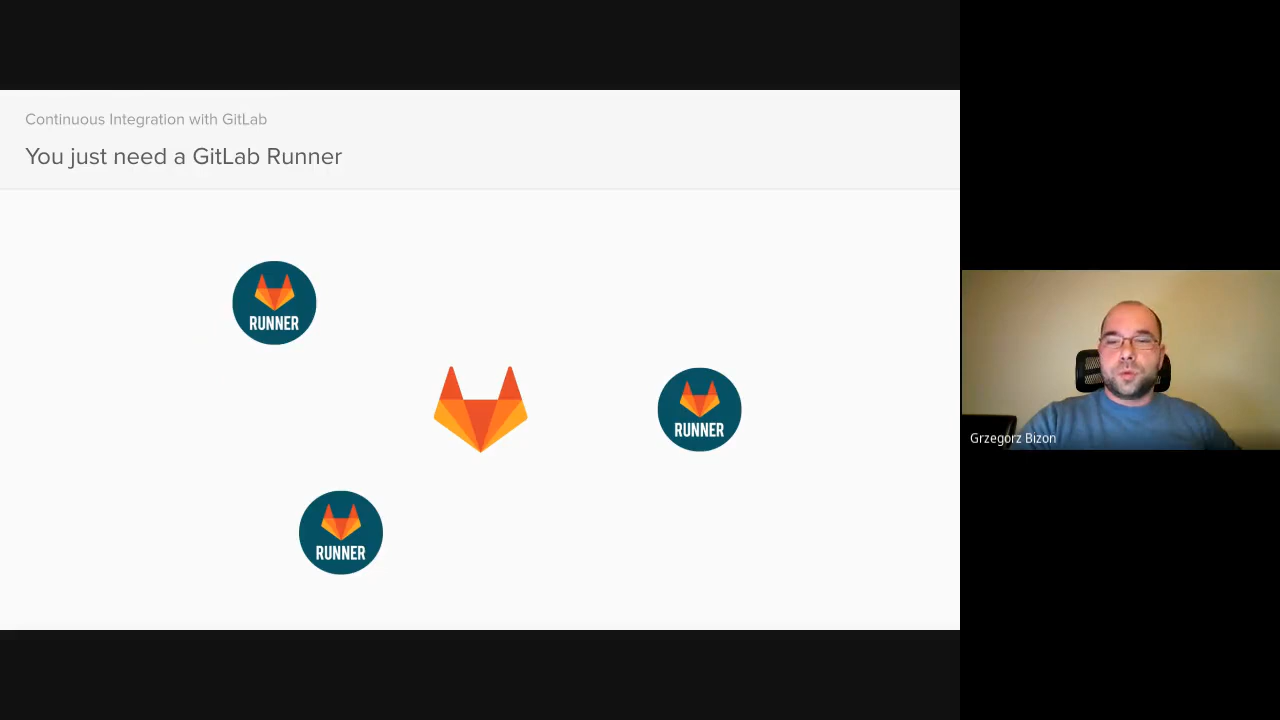 Continuous Integration with GitLab
You just need a GitLab Runner
RUNNER
RUNNER
RUNNER
Grzegorz Bizon